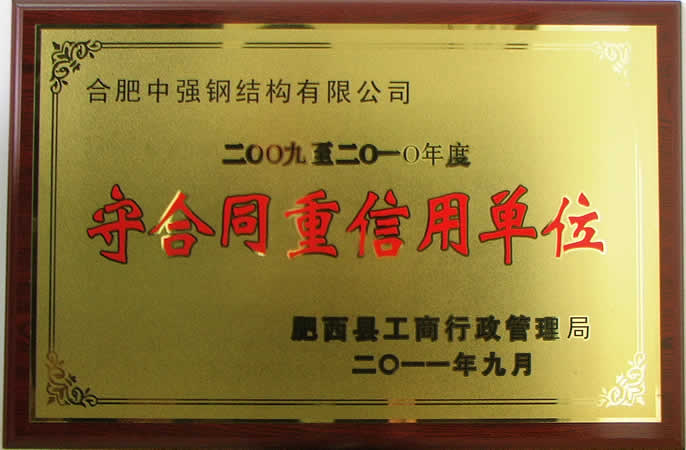 合肥中强钢结构有限公司
二〇〇九至二〇一〇年度
守合同重信用单位
肥西县工商行政管理局
二〇一一年九月